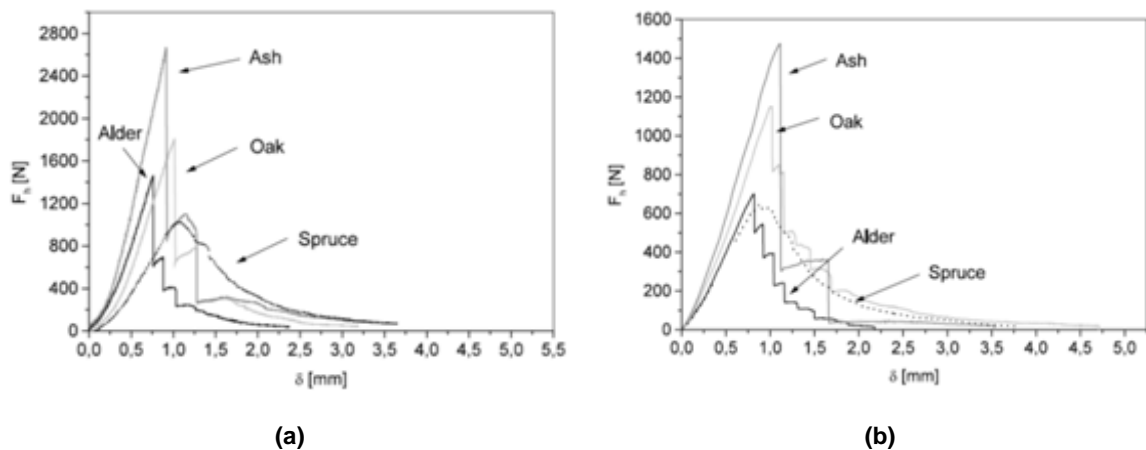 2800
2400
2000
1600
1200
800
400
0
F_h [N]
Ash
Alder
Oak
Spruce
0,0 0,5 1,0 1,5 2,0 2,5 3,0 3,5 4,0 4,5 5,0 5,5
δ [mm]
(a)
1600
1400
1200
1000
800
600
400
200
0
F_h [N]
Ash
Oak
Alder
Spruce
0,0 0,5 1,0 1,5 2,0 2,5 3,0 3,5 4,0 4,5 5,0
δ [mm]
(b)